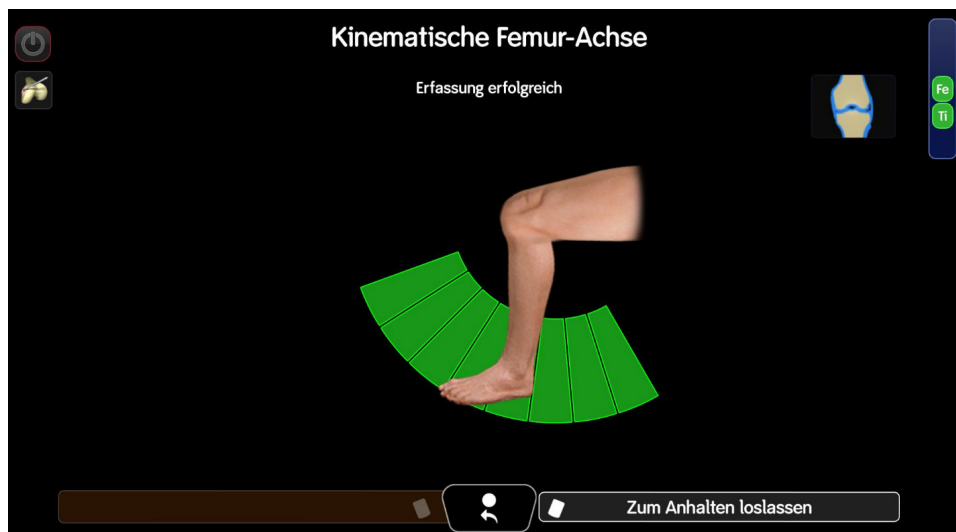 Kinematische Femur-Achse
Erfassung erfolgreich
Fe
Ti
Zum Anhalten loslassen